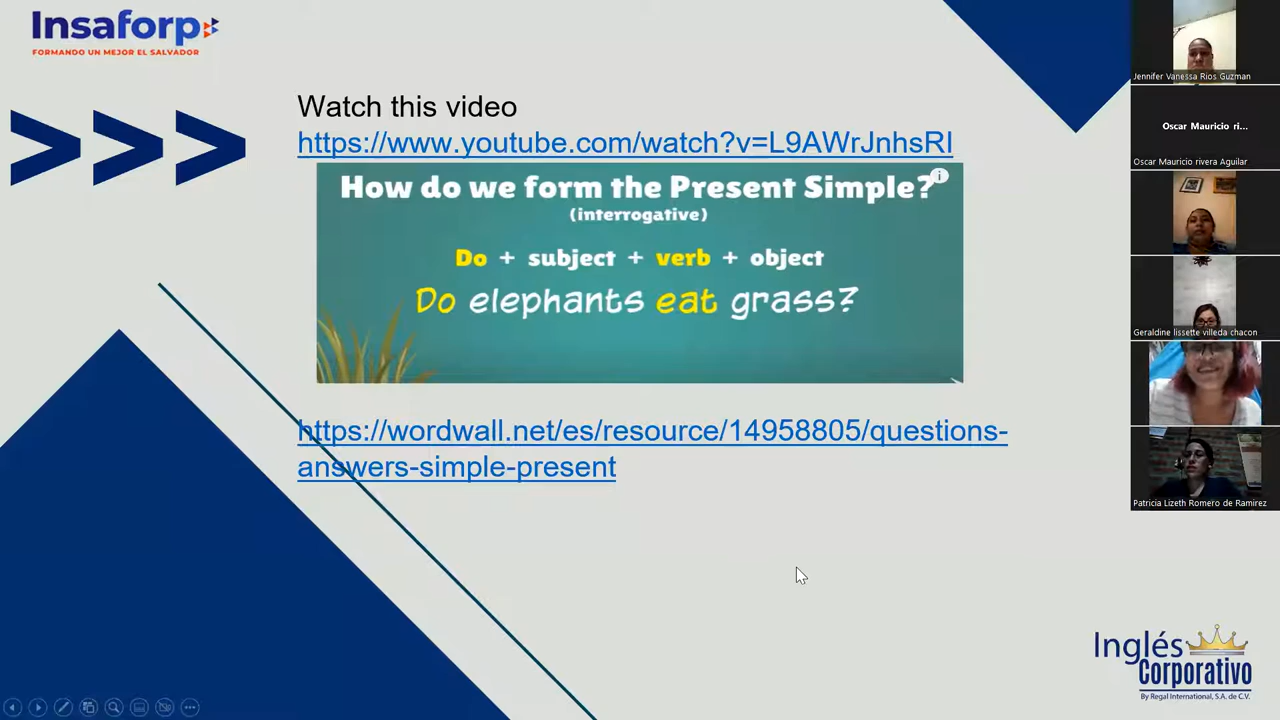 Insaforp
FORMANDO UN MEJOR EL SALVADOR
Watch this video
https://www.youtube.com/watch?v=L9AWrJnhsRI
How do we form the Present Simple?
(interrogative)
Do + subject + verb + object
Do elephants eat grass?
https://wordwall.net/es/resource/14958805/questions-
answers-simple-present
Jennifer Vanessa Rios Guzman
Oscar Mauricio ri...
Oscar Mauricio rivera Aguilar
Geraldine lissette villeda chacon
Patricia Lizeth Romero de Ramirez
Inglés
Corporativo
By Regal International, S.A. de C.V.